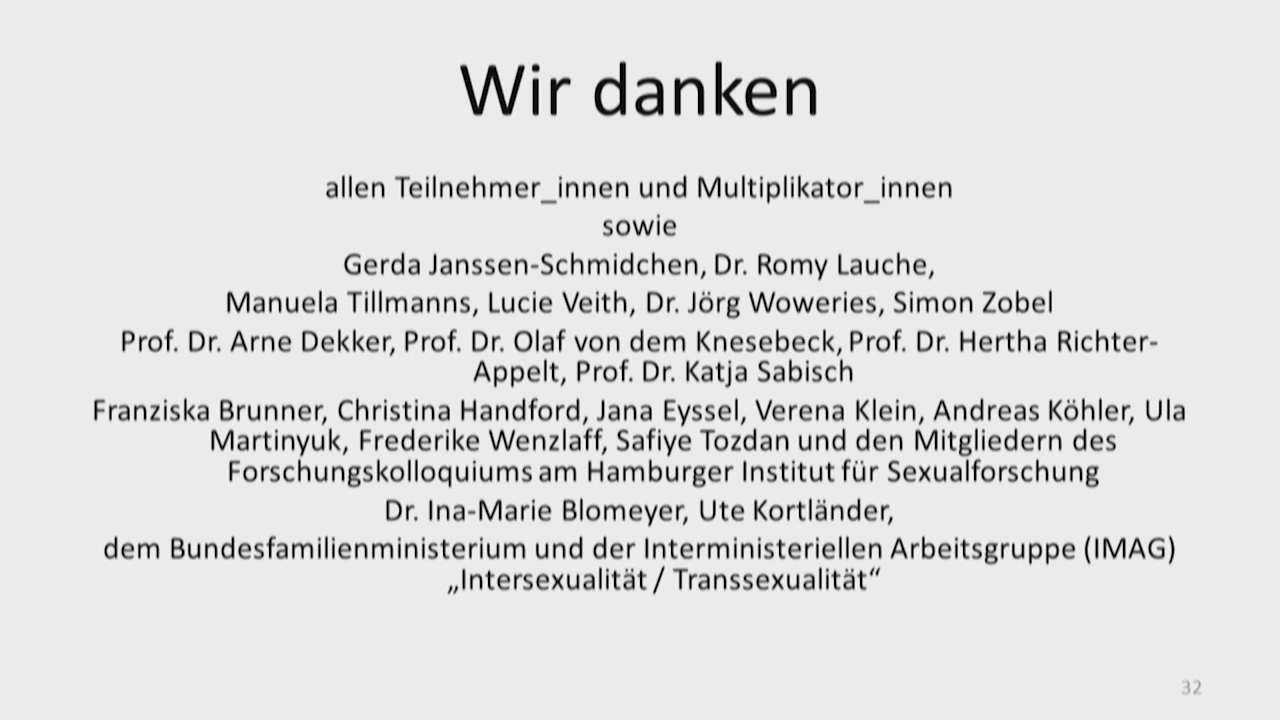 Wir danken
allen Teilnehmer_innen und Multiplikator_innen
sowie
Gerda Janssen-Schmidchen, Dr. Romy Lauche,
Manuela Tillmanns, Lucie Veith, Dr. Jörg Woweries, Simon Zobel
Prof. Dr. Arne Dekker, Prof. Dr. Olaf von dem Knesebeck, Prof. Dr. Hertha Richter-
Appelt, Prof. Dr. Katja Sabisch
Franziska Brunner, Christina Handford, Jana Eyssel, Verena Klein, Andreas Köhler, Ula
Martinyuk, Frederike Wenzlaff, Safiye Tozdan und den Mitgliedern des
Forschungskolloquiums am Hamburger Institut für Sexualforschung
Dr. Ina-Marie Blomeyer, Ute Kortländer,
dem Bundesfamilienministerium und der Interministeriellen Arbeitsgruppe (IMAG)
„Intersexualität / Transsexualität“
32